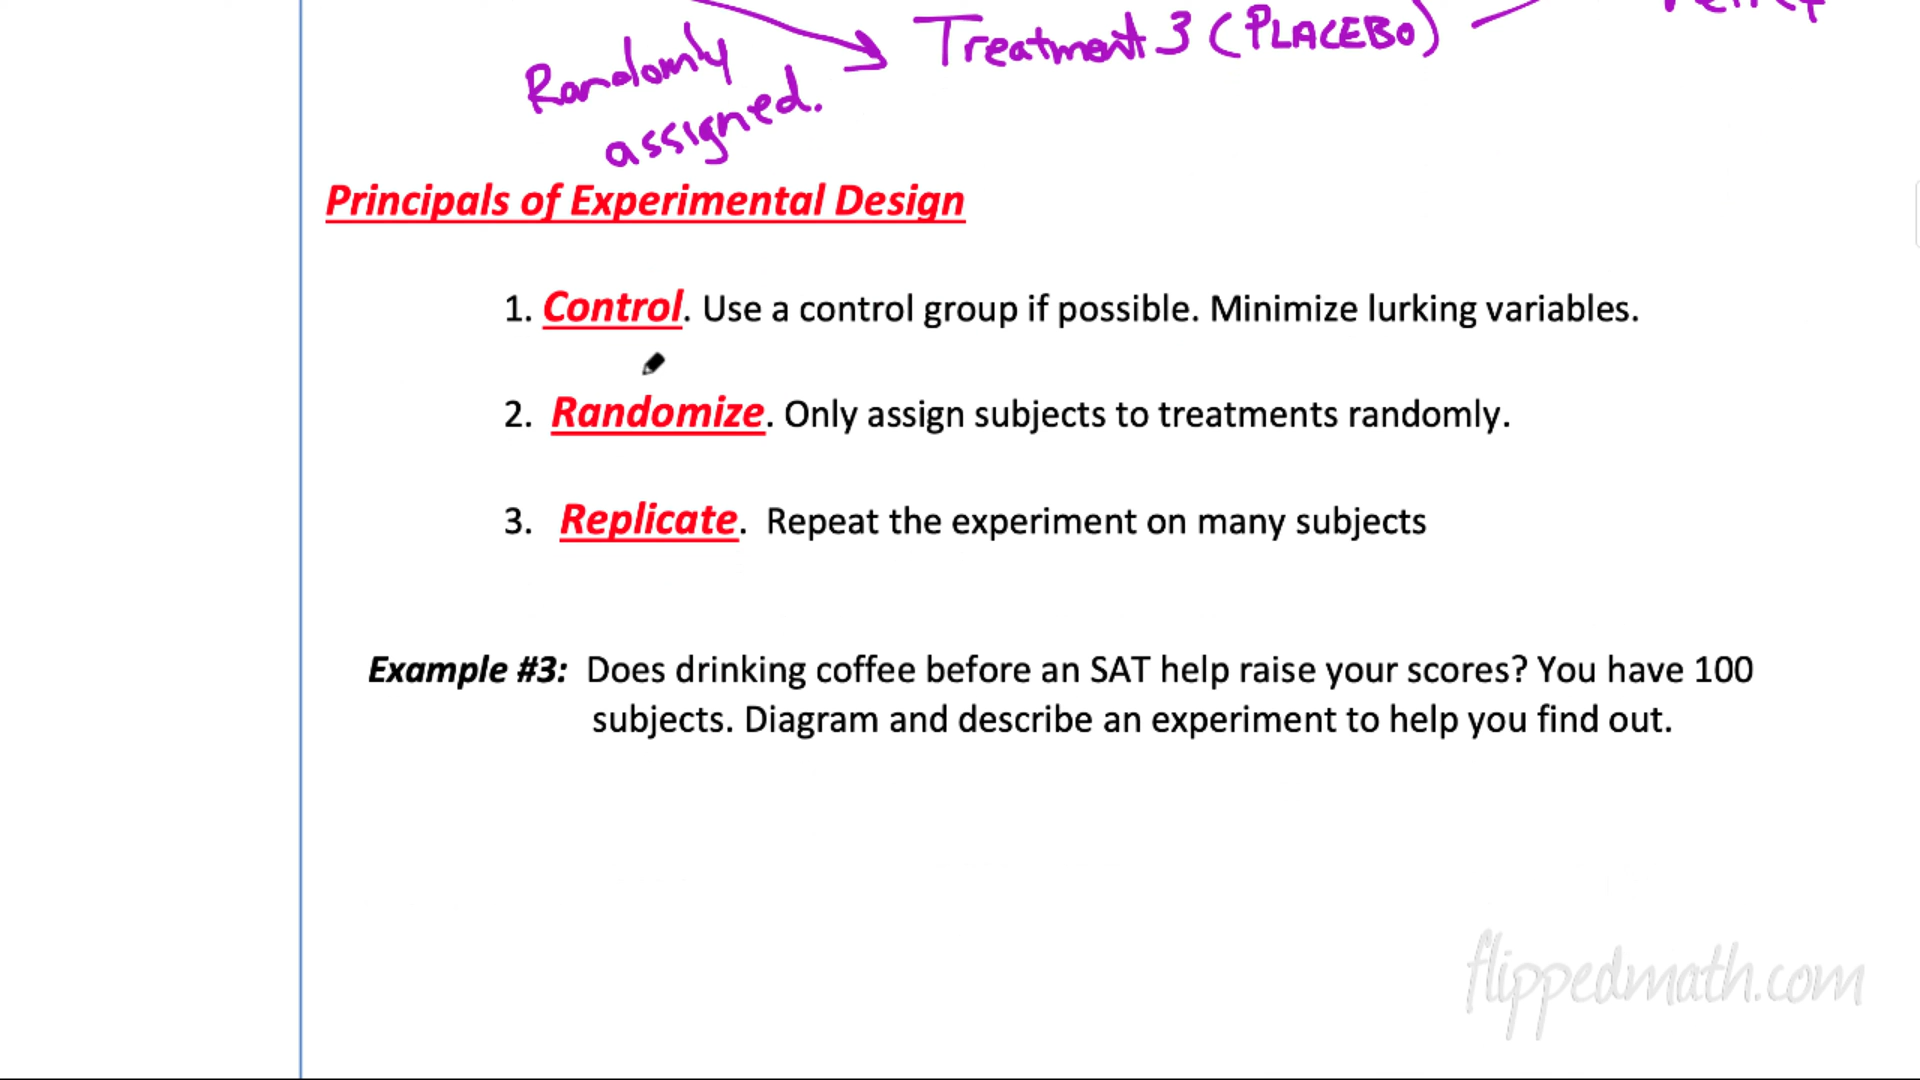 Treatment 3 (PLACEBO)
Randomly
assigned.
Principals of Experimental Design
1. Control. Use a control group if possible. Minimize lurking variables.
2. Randomize. Only assign subjects to treatments randomly.
3. Replicate. Repeat the experiment on many subjects
Example #3: Does drinking coffee before an SAT help raise your scores? You have 100
subjects. Diagram and describe an experiment to help you find out.
flippedmath.com